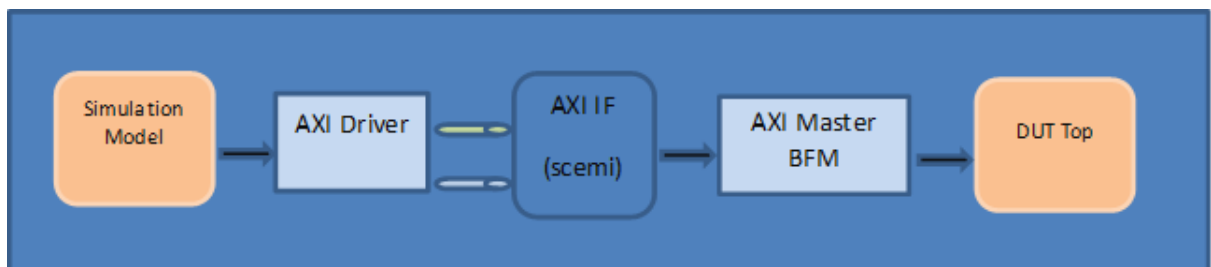 Simulation
Model
AXI Driver
AXI IF
(scemi)
AXI Master
BFM
DUT Top